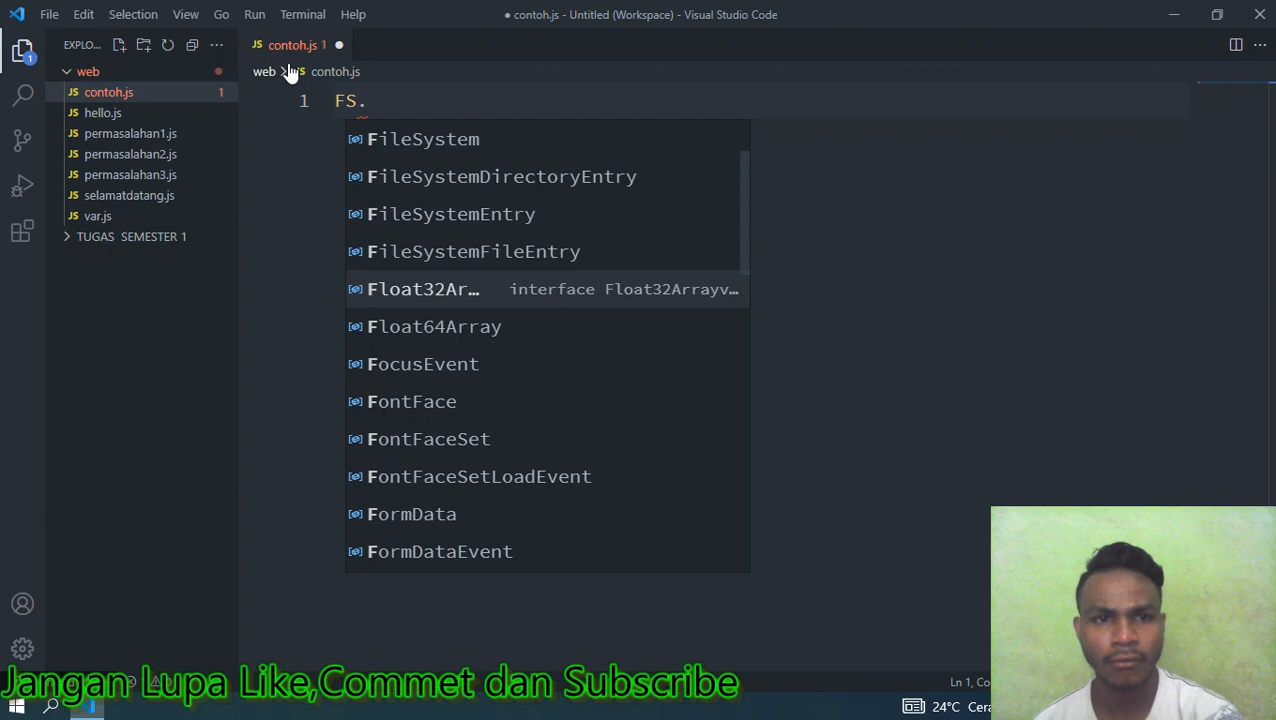 File Edit Selection View Go Run Terminal Help
● contoh.js - Untitled (Workspace) - Visual Studio Code
EXPLO...
JS contoh.js 1
web
web > JS contoh.js
JS contoh.js 1
JS hello.js
JS permasalahan1.js
JS permasalahan2.js
JS permasalahan3.js
JS selamatdatang.js
JS var.js
TUGAS SEMESTER 1
1
1 FS.
FileSystem
FileSystemDirectoryEntry
FileSystemEntry
FileSystemFileEntry
Float32Ar… interface Float32Arrayv…
Float64Array
FocusEvent
FontFace
FontFaceSet
FontFaceSetLoadEvent
FormData
FormDataEvent
Jangan Lupa Like,Commet dan Subscribe
Ln 1,
24°C